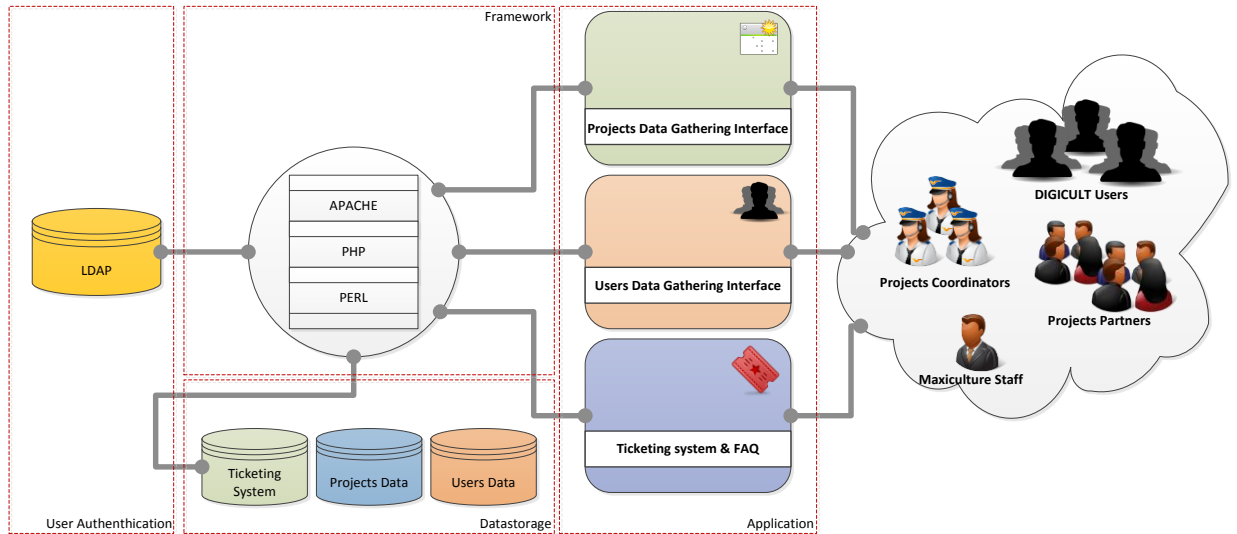 Framework
APACHE
PHP
PERL
LDAP
User Authenthication
Ticketing
System
Projects Data
Users Data
Datastorage
Projects Data Gathering Interface
Users Data Gathering Interface
Ticketing system & FAQ
Application
DIGICULT Users
Projects Coordinators
Projects Partners
Maxiculture Staff